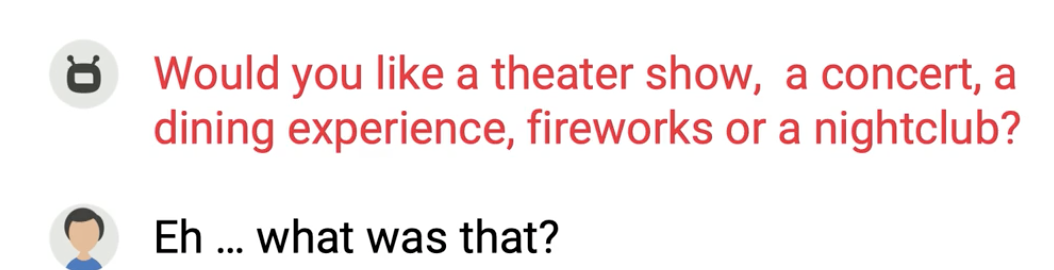 Would you like a theater show,  a concert, a
dining experience, fireworks or a nightclub?
Eh ... what was that?